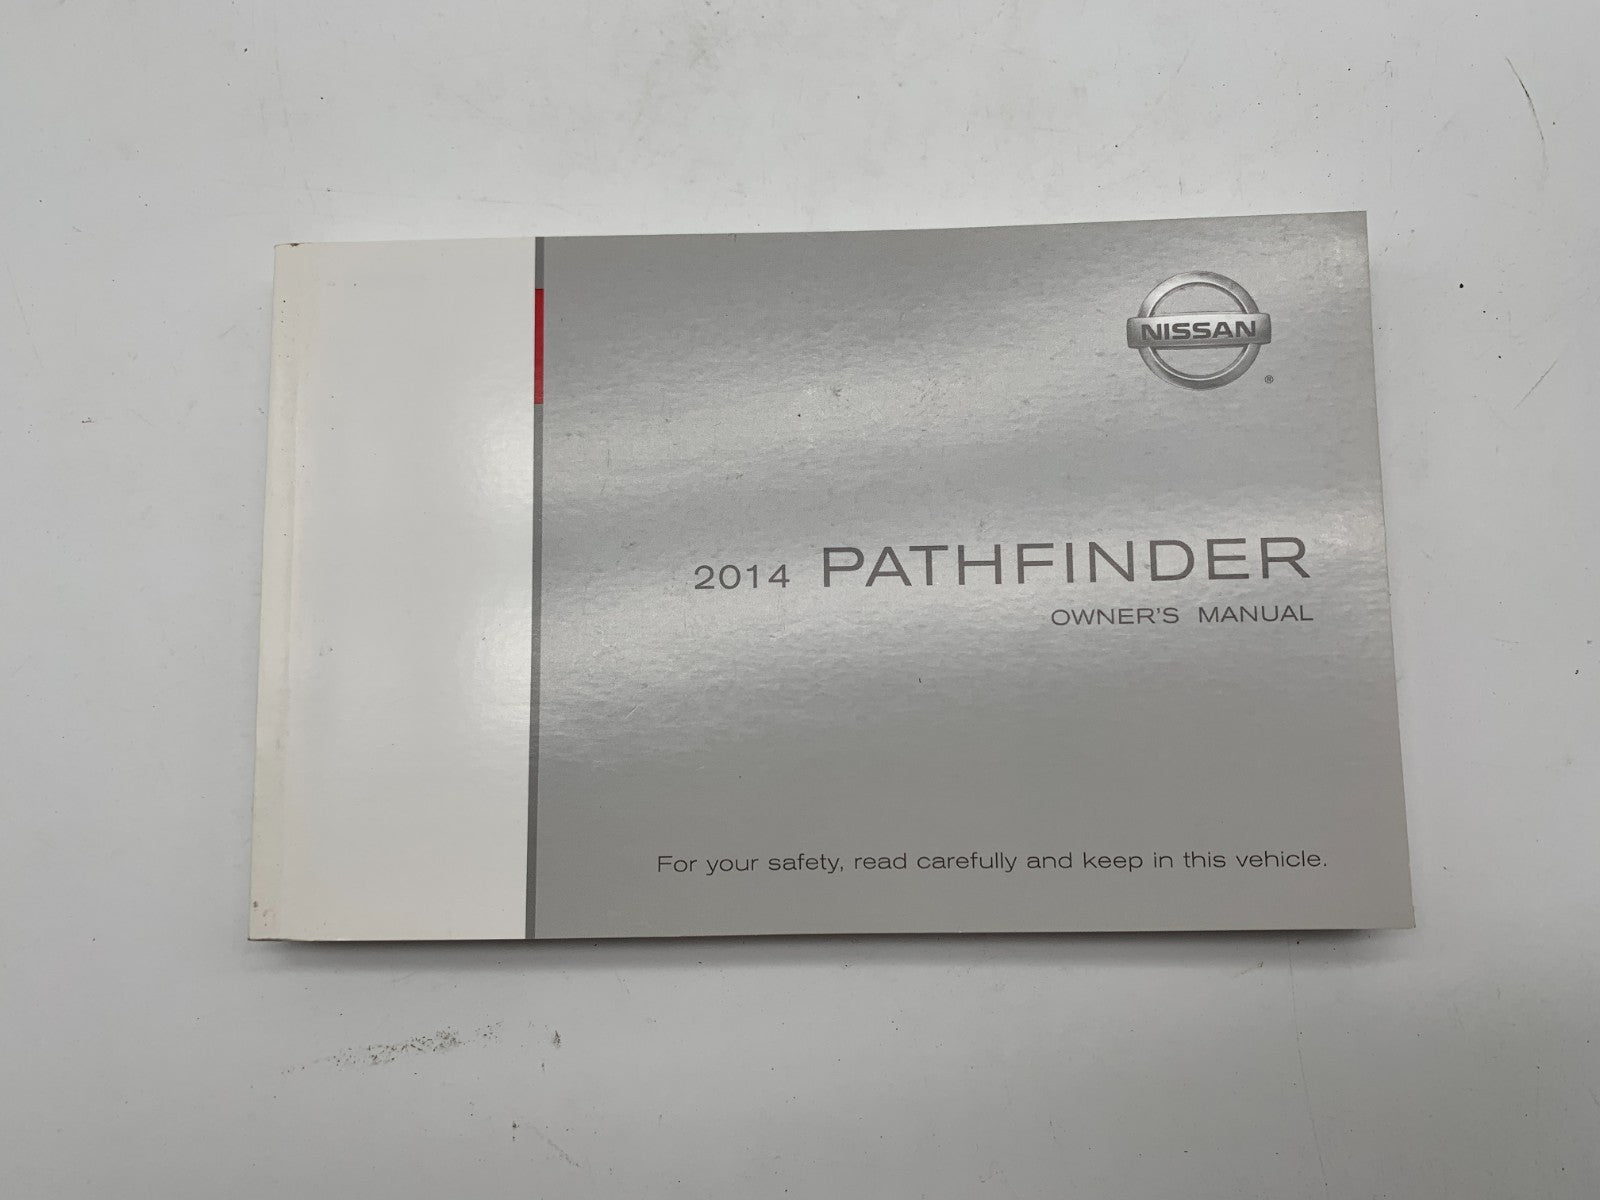 NISSAN
®
2014 PATHFINDER
OWNER'S MANUAL
For your safety, read carefully and keep in this vehicle.